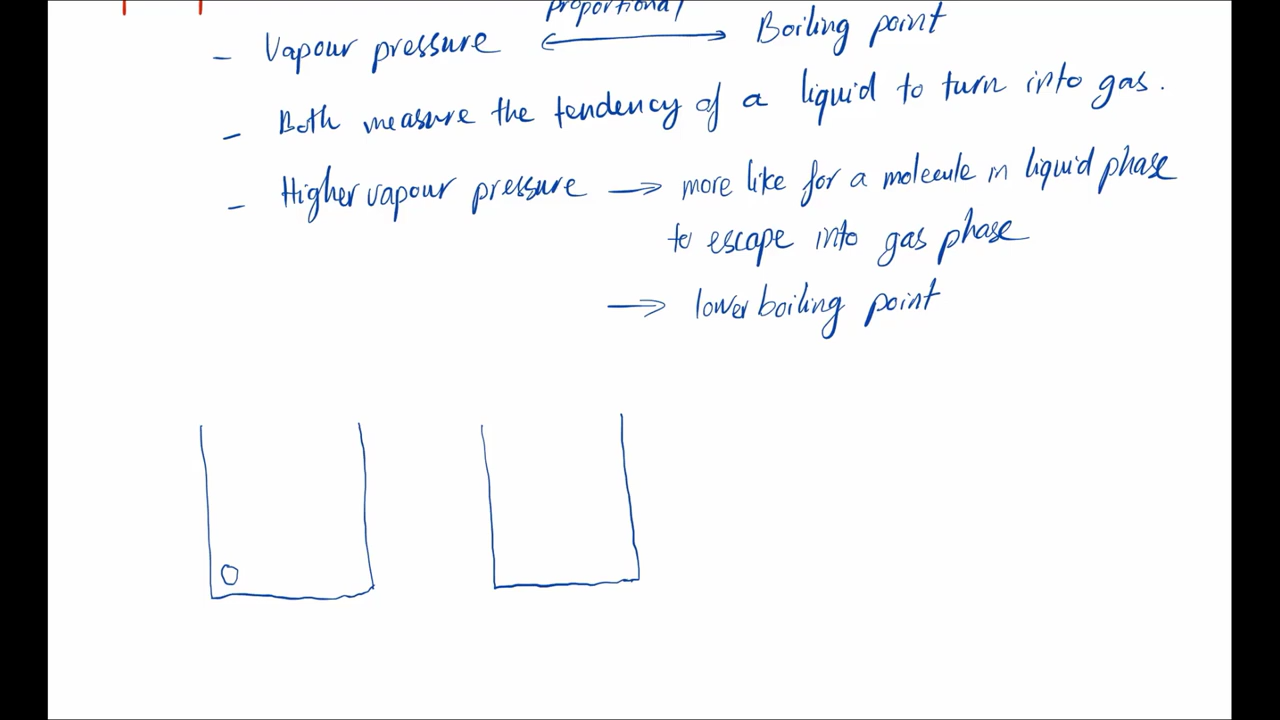 proportional
- Vapour pressure ⟷ Boiling point
- Both measure the tendency of a liquid to turn into gas.
- Higher vapour pressure → more like for a molecule in liquid phase
to escape into gas phase
→ lower boiling point